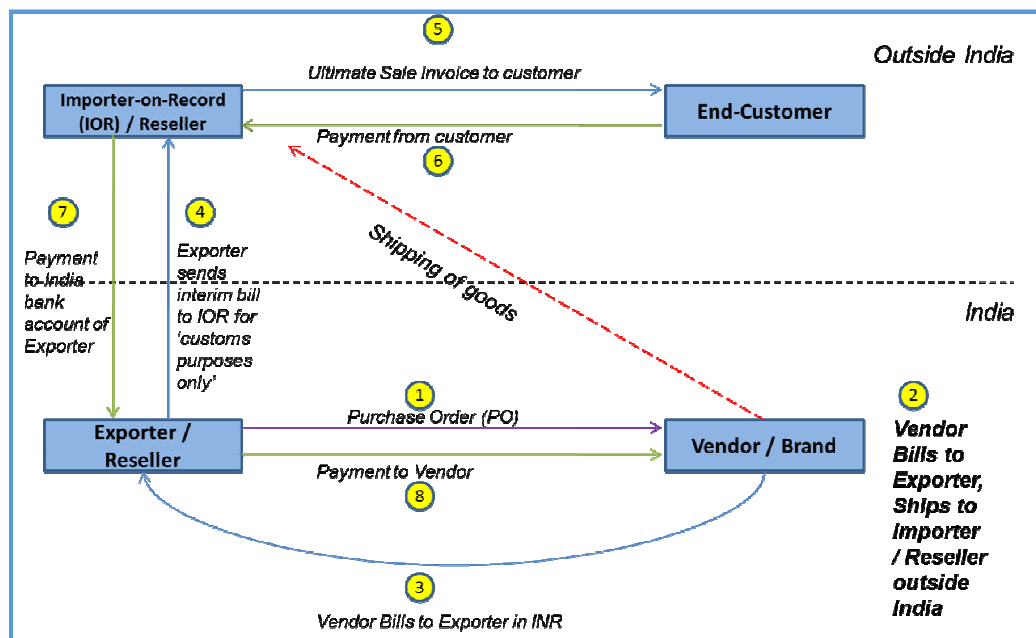 5
Outside India
Ultimate Sale Invoice to customer
Importer-on-Record
(IOR) / Reseller
End-Customer
Payment from customer
6
7
4
Payment
to India
bank
account of
Exporter
Exporter
sends
interim bill
to IOR for
‘customs
purposes
only’
Shipping of goods
India
1
Purchase Order (PO)
2
Exporter /
Reseller
Vendor / Brand
Payment to Vendor
8
Vendor
Bills to
Exporter,
Ships to
Importer
/ Reseller
outside
India
3
Vendor Bills to Exporter in INR